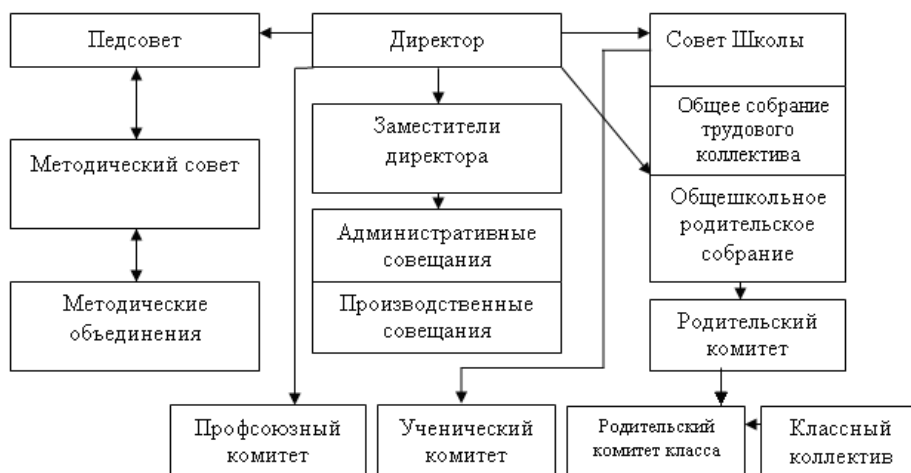 Педсовет
Директор
Совет Школы
Заместители
директора
Общее собрание
трудового
коллектива
Методический совет
Общешкольное
родительское
собрание
Административные
совещания
Методические
объединения
Производственные
совещания
Родительский
комитет
Профсоюзный
комитет
Ученический
комитет
Родительский
комитет класса
Классный
коллектив